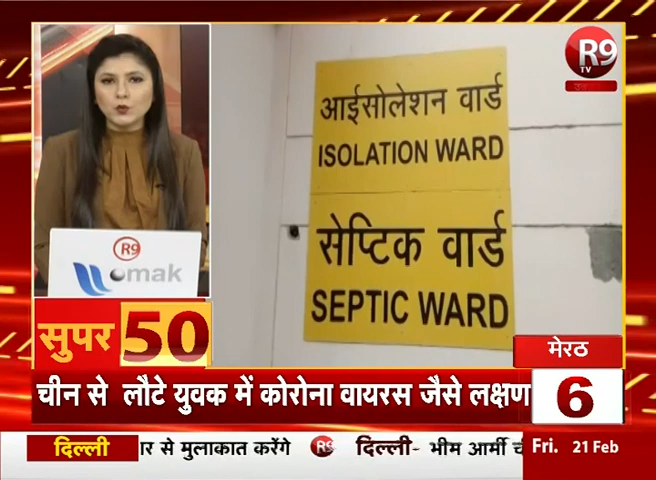 R9
TV
आईसोलेशन वार्ड
ISOLATION WARD
सेप्टिक वार्ड
SEPTIC WARD
R9
omak
सुपर 50
मेरठ
चीन से लौटे युवक में कोरोना वायरस जैसे लक्षण
6
दिल्ली
से मुलाकात करेंगे
R9
दिल्ली- भीम आर्मी
Fri. 21 Feb